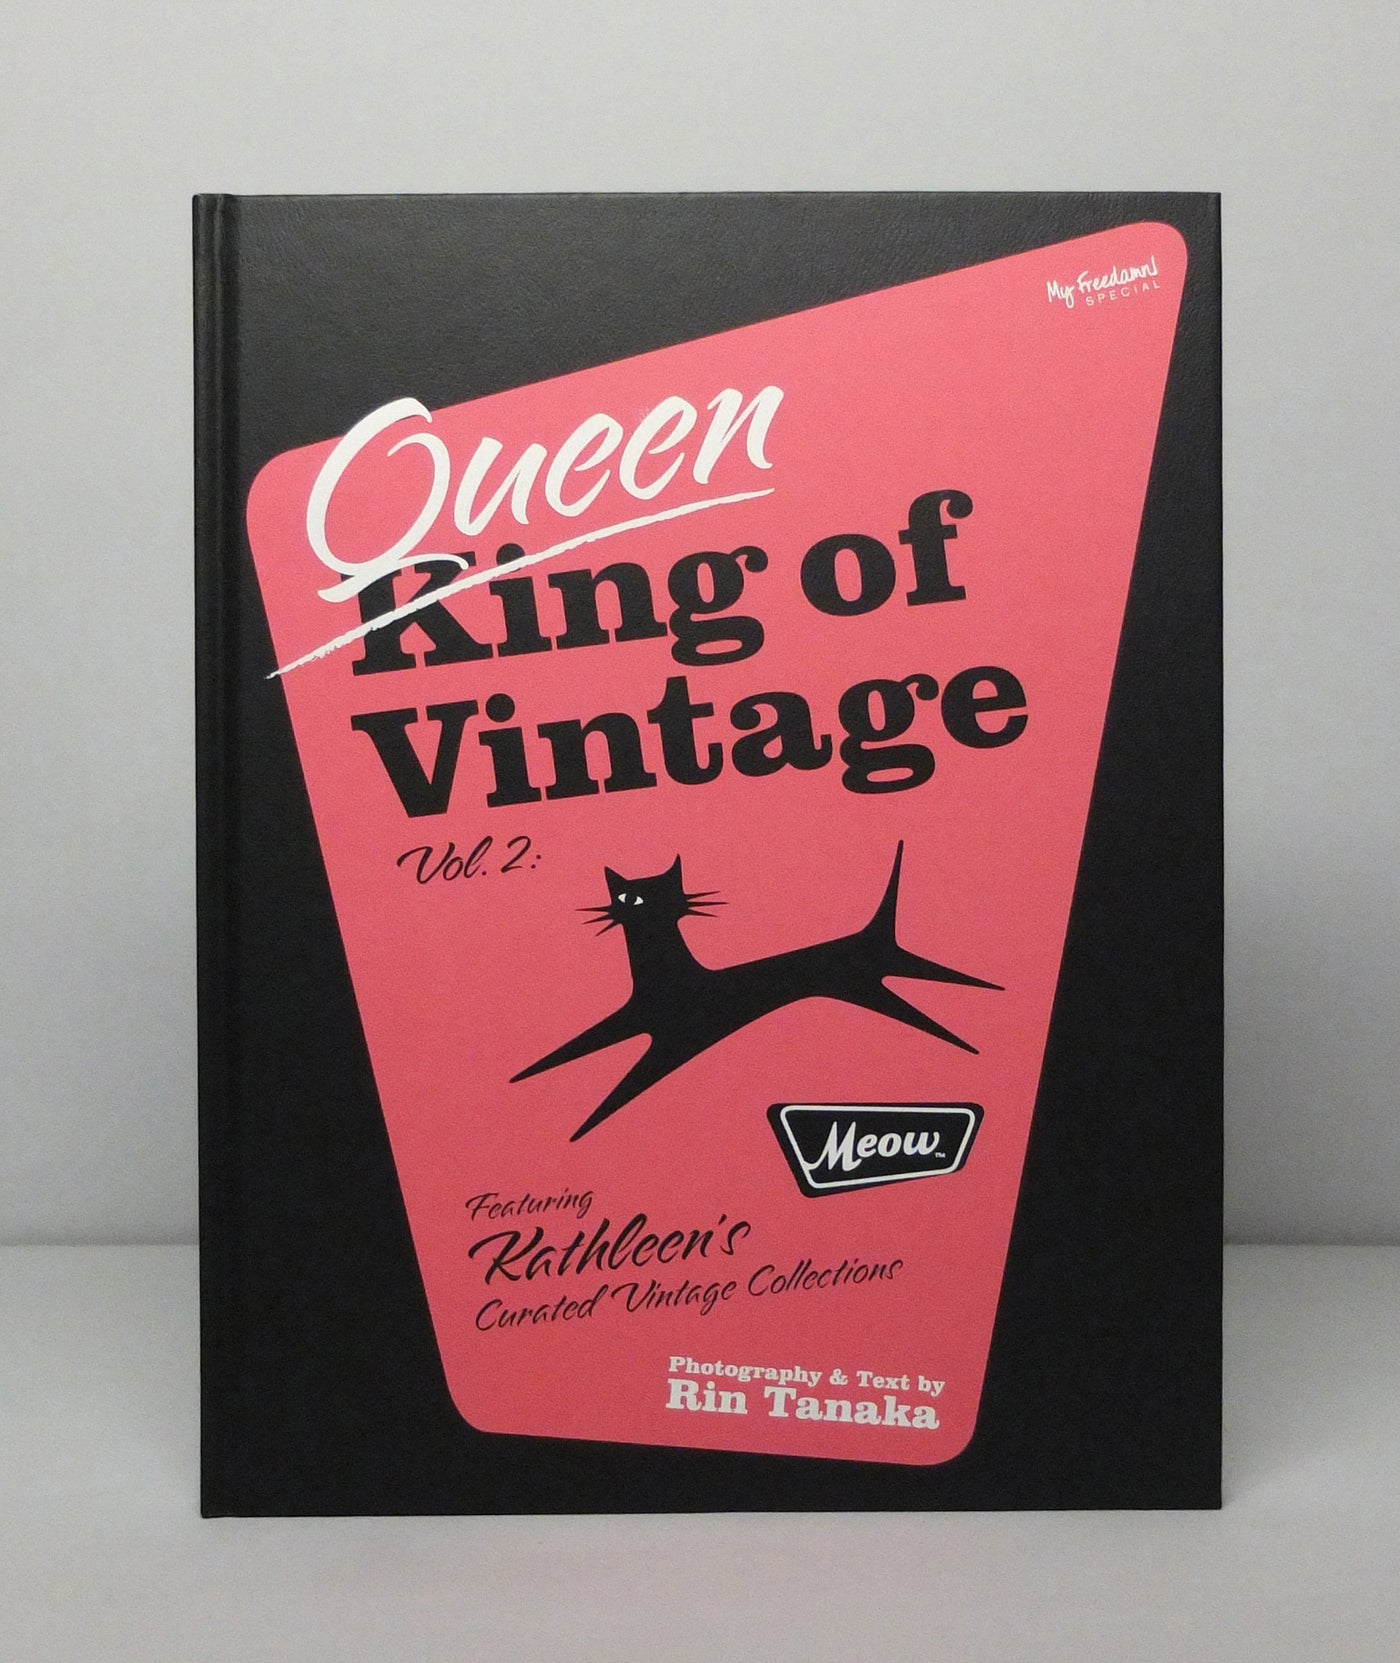 My Freedamn!
SPECIAL
Queen
King of
Vintage
Vol. 2:
Meow™
Featuring
Kathleen's
Curated Vintage Collections
Photography & Text by
Rin Tanaka